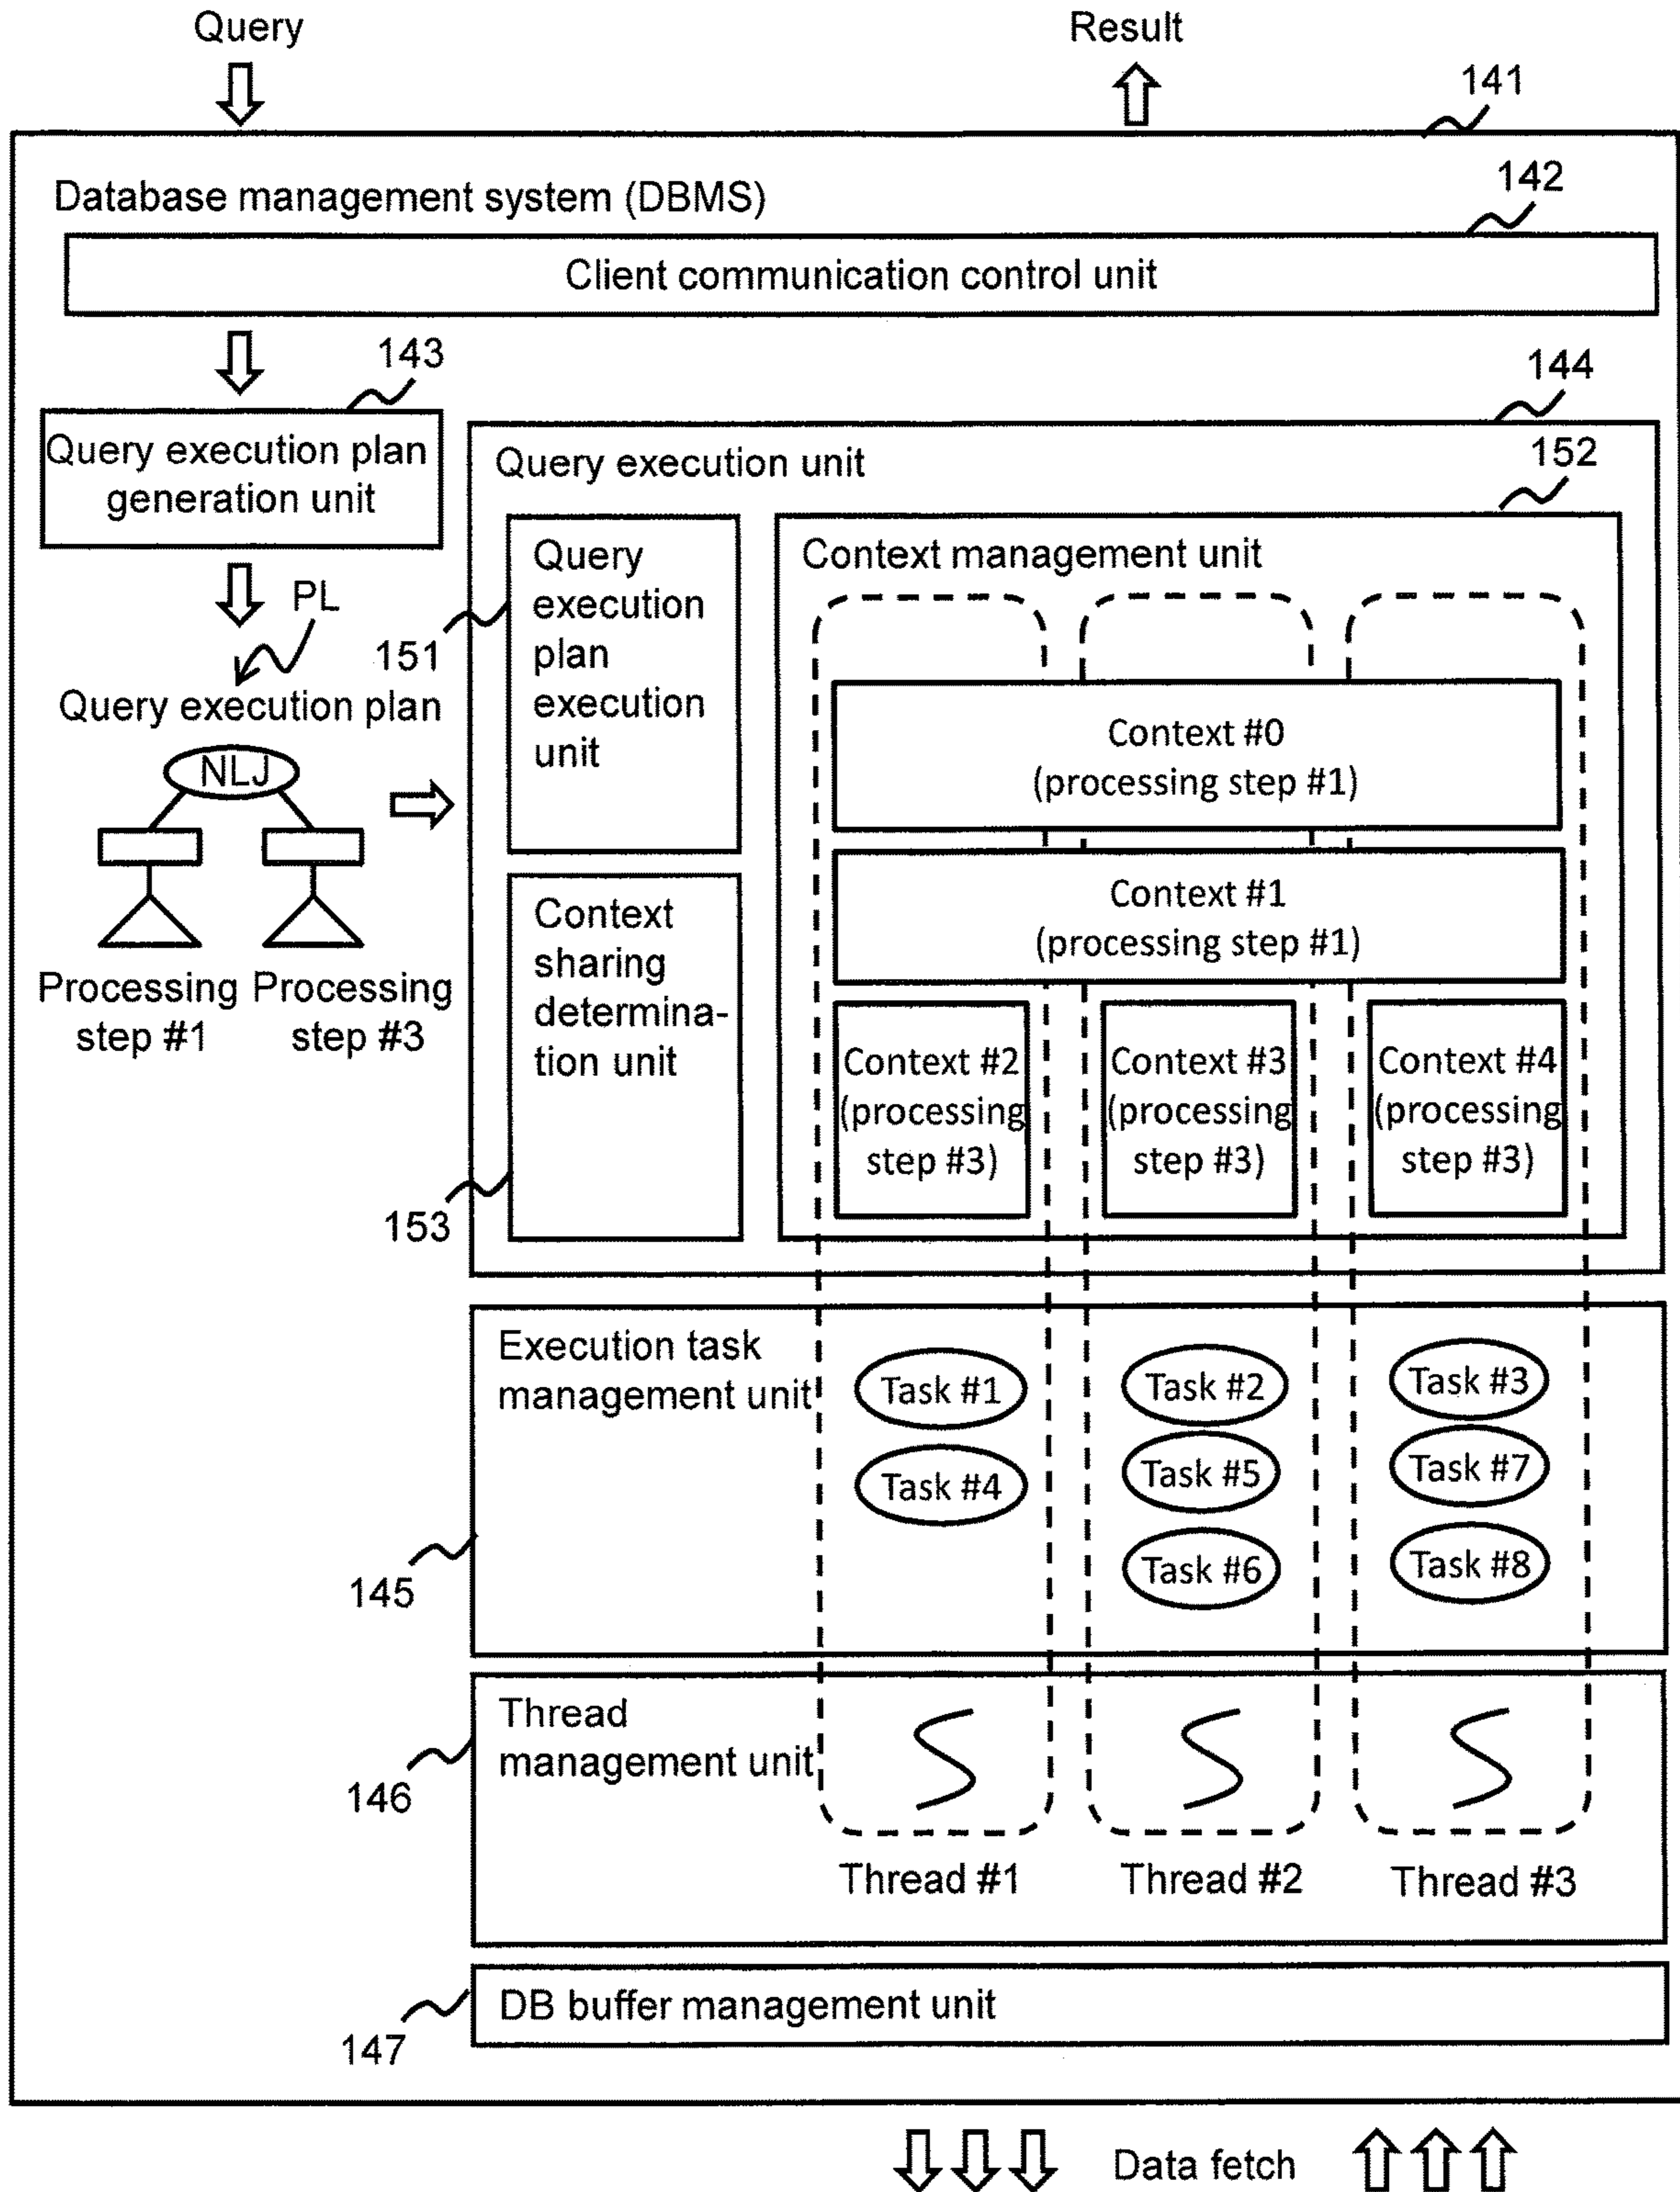 Query
Result
141
Database management system (DBMS)
142
Client communication control unit
143
144
Query execution plan
generation unit
Query execution unit
152
PL
151
Query
execution
plan
execution
unit
Context management unit
Query execution plan
NLJ
Context #0
(processing step #1)
Context #1
(processing step #1)
Context
sharing
determina-
tion unit
Processing
step #1
Processing
step #3
Context #2
(processing
step #3)
Context #3
(processing
step #3)
Context #4
(processing
step #3)
153
Execution task
management unit
Task #1
Task #2
Task #3
Task #4
Task #5
Task #7
Task #6
Task #8
145
Thread
management unit
146
Thread #1
Thread #2
Thread #3
DB buffer management unit
147
Data fetch